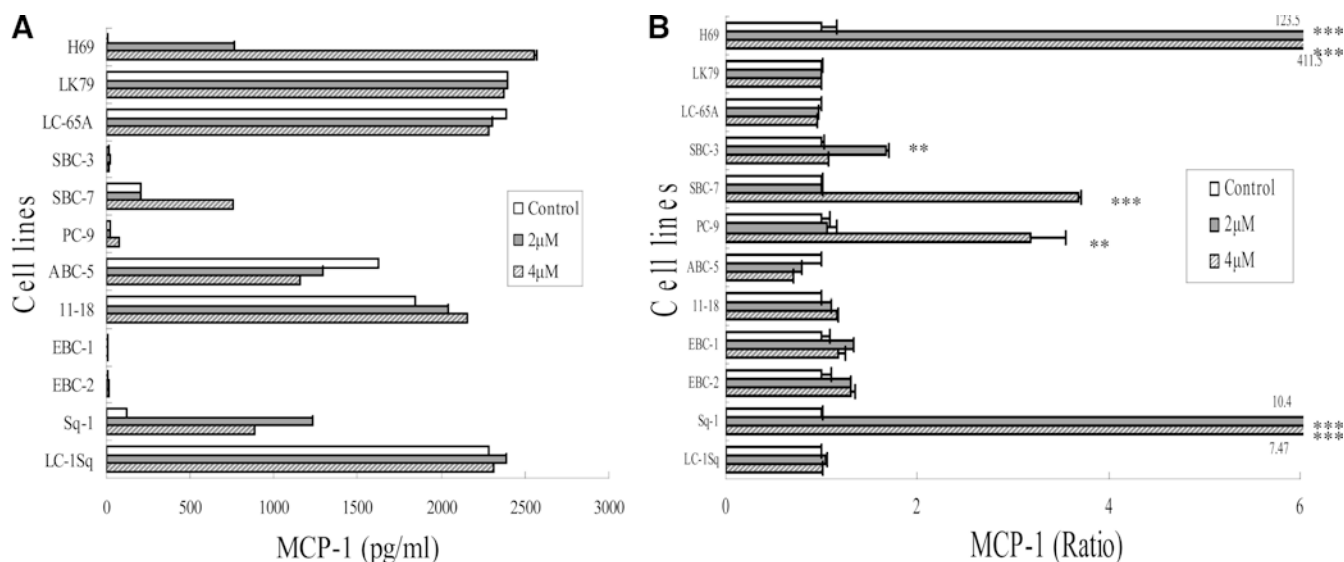 A
Cell lines
H69
LK79
LC-65A
SBC-3
SBC-7
PC-9
ABC-5
11-18
EBC-1
EBC-2
Sq-1
LC-1Sq
Control
2μM
4μM
0 500 1000 1500 2000 2500 3000
MCP-1 (pg/ml)
B
Cell lines
123.5
H69 ***
***
411.5
LK79
LC-65A
SBC-3 **
SBC-7 ***
PC-9 **
ABC-5
11-18
EBC-1
EBC-2
10.4
Sq-1 ***
***
7.47
LC-1Sq
Control
2μM
4μM
0 2 4 6
MCP-1 (Ratio)